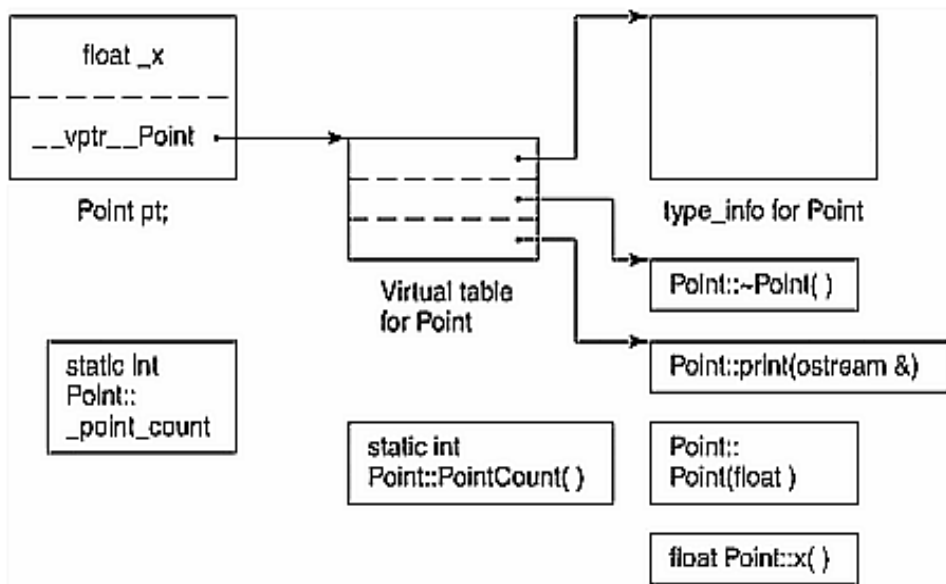 float _x
__vptr__Point
Point pt;
Virtual table
for Point
type_info for Point
Point::~Point( )
Point::print(ostream &)
static int
Point::
_point_count
static int
Point::PointCount( )
Point::
Point(float )
float Point::x( )